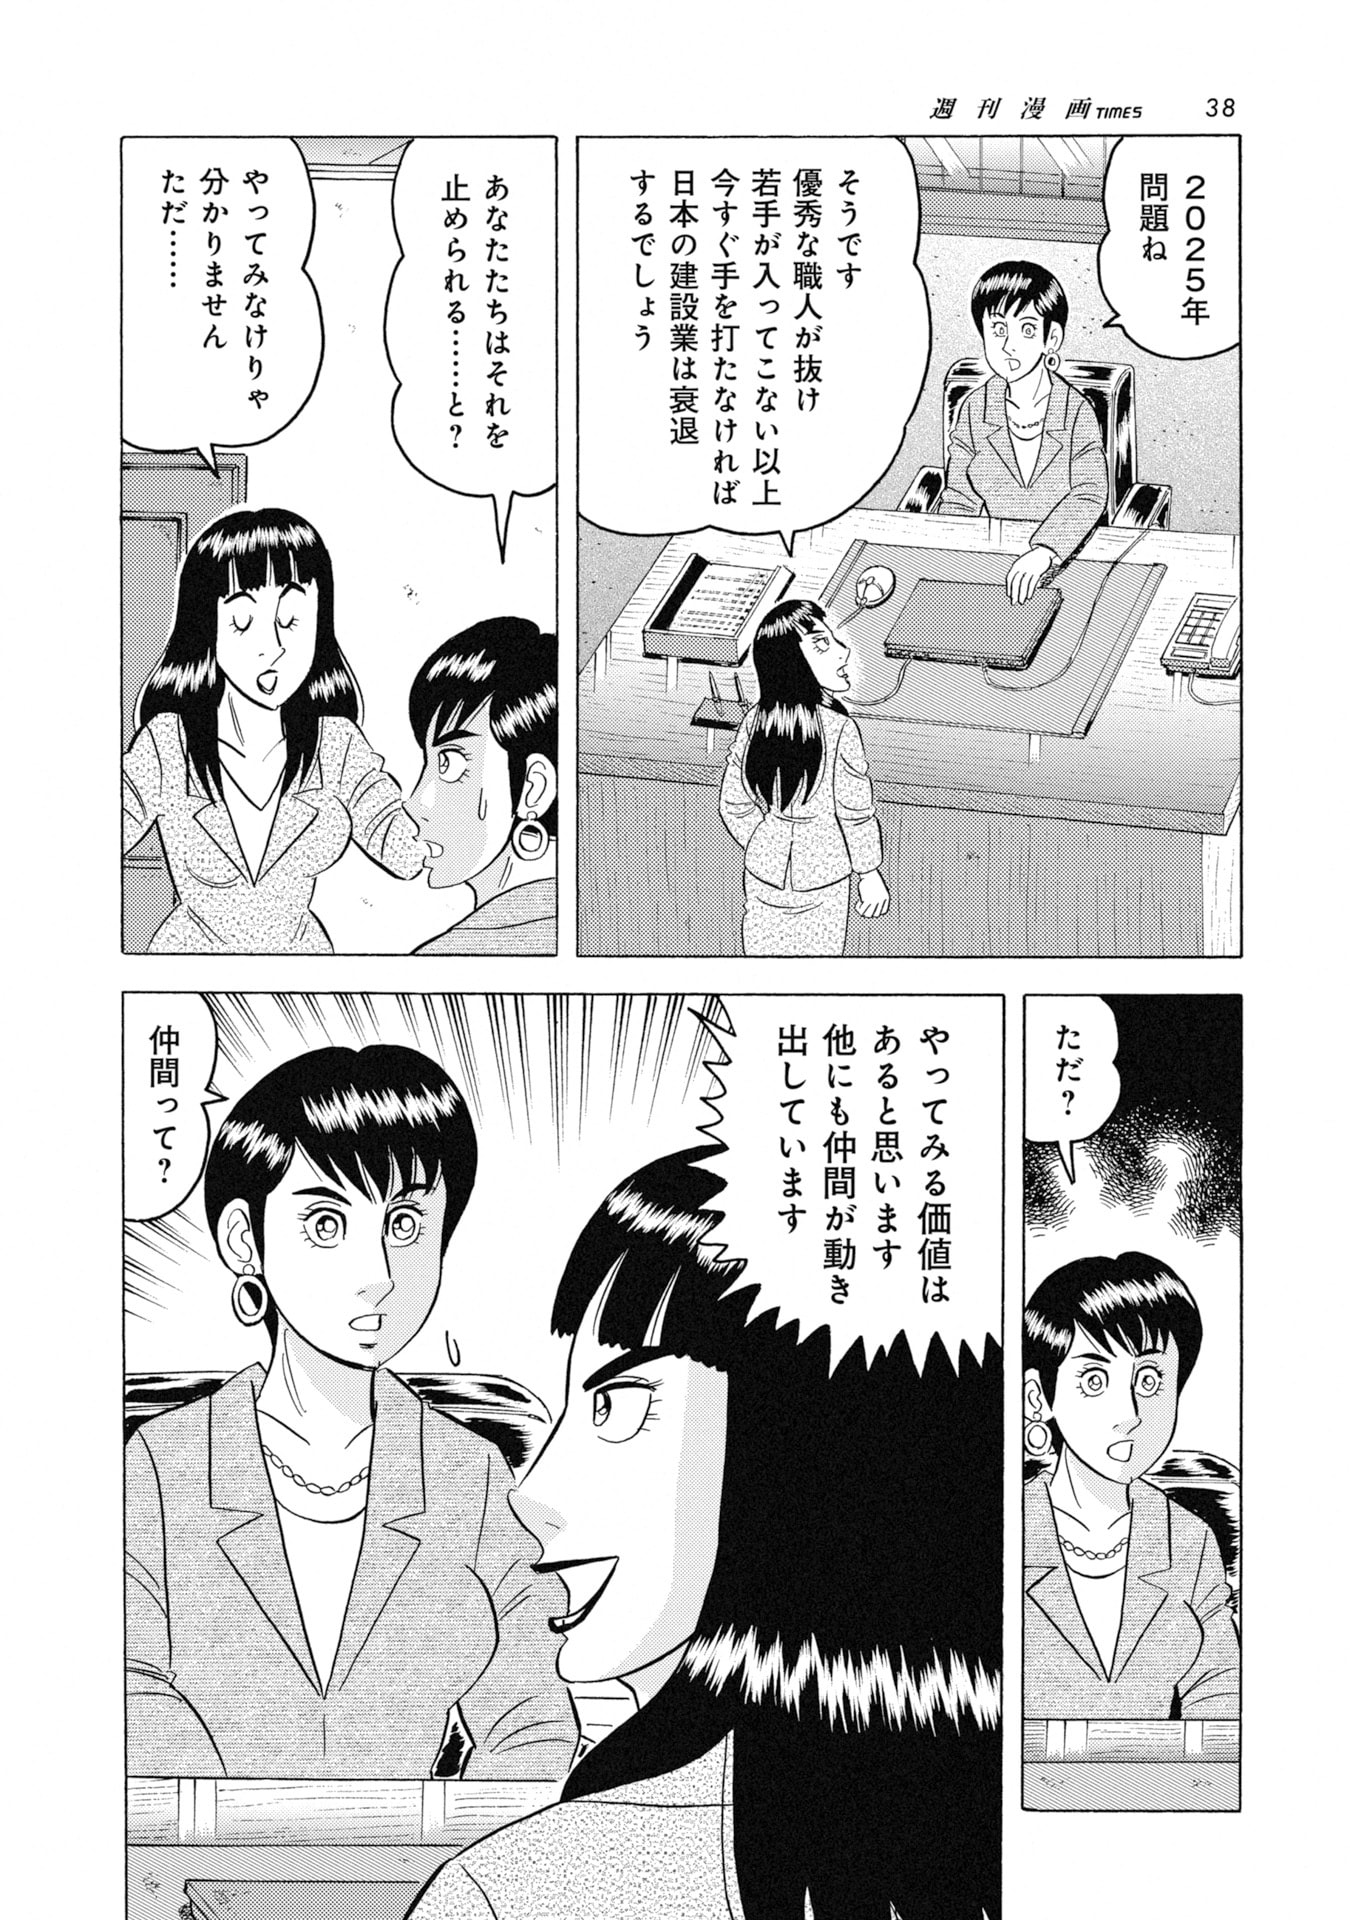 週刊漫画TIMES 38
2025年
問題ね
そうです
優秀な職人が抜け
若手が入ってこない以上
今すぐ手を打たなければ
日本の建設業は衰退
するでしょう
あなたたちはそれを
止められる……と?
やってみなけりゃ
分かりません
ただ……
ただ?
やってみる価値は
あると思います
他にも仲間が動き
出しています
仲間って?